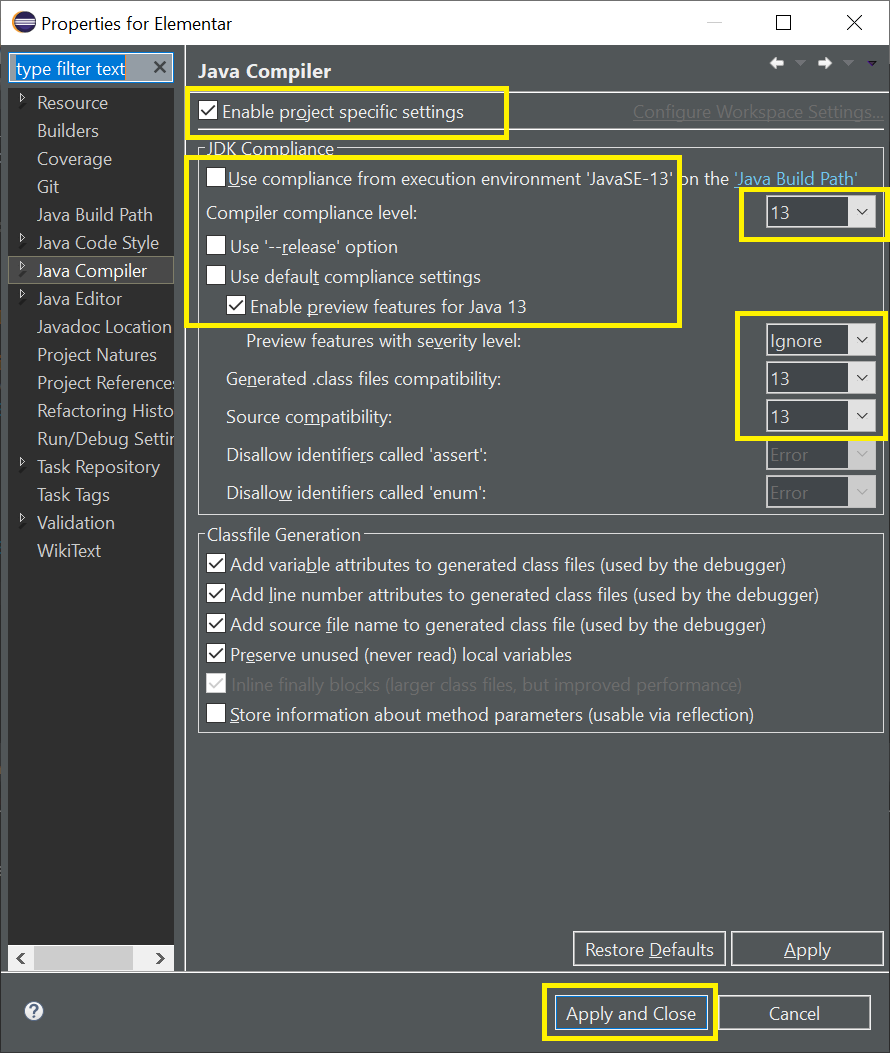 Properties for Elementar
type filter text
Resource
Builders
Coverage
Git
Java Build Path
Java Code Style
Java Compiler
Java Editor
Javadoc Location
Project Natures
Project References
Refactoring Histo
Run/Debug Settin
Task Repository
Task Tags
Validation
WikiText
Java Compiler
Enable project specific settings
Configure Workspace Settings...
JDK Compliance
Use compliance from execution environment 'JavaSE-13' on the 'Java Build Path'
Compiler compliance level: 13
Use '--release' option
Use default compliance settings
Enable preview features for Java 13
Preview features with severity level: Ignore
Generated .class files compatibility: 13
Source compatibility: 13
Disallow identifiers called 'assert': Error
Disallow identifiers called 'enum': Error
Classfile Generation
Add variable attributes to generated class files (used by the debugger)
Add line number attributes to generated class files (used by the debugger)
Add source file name to generated class file (used by the debugger)
Preserve unused (never read) local variables
Inline finally blocks (larger class files, but improved performance)
Store information about method parameters (usable via reflection)
Restore Defaults
Apply
Apply and Close
Cancel